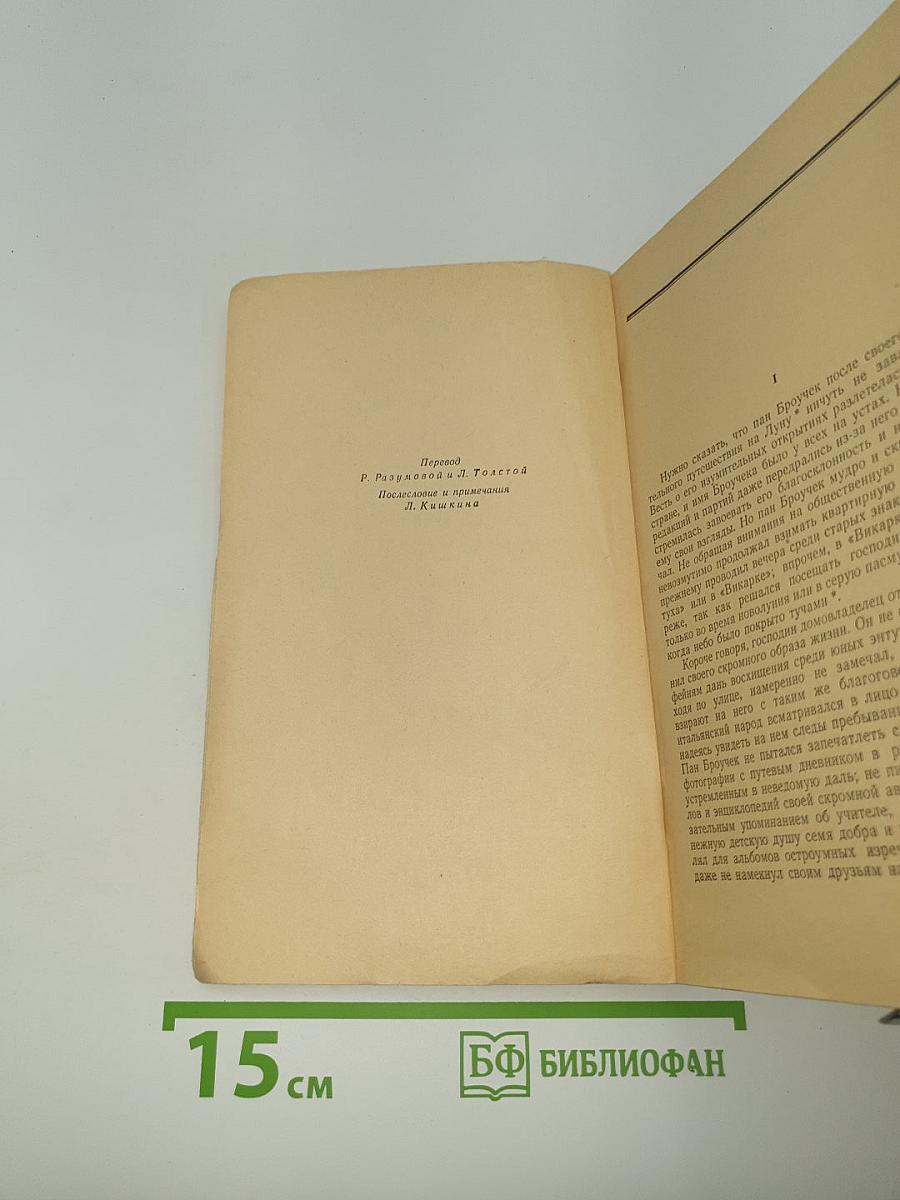 Перевод
Р. Разумовой и Л. Толстой
Послесловие и примечания
Л. Кишкина
I
Нужно сказать, что пан Броучек после своего
тельного путешествия на Луну * ничуть не
Весть о его изумительных открытиях разлетелас
стране, и имя Броучека было у всех на устах.
редакций и партий даже передрались из-за него
стремилась завоевать его благосклонность и
ему свои взгляды. Но пан Броучек мудро и
чал. Не обращая внимания на общественную
невозмутимо продолжал взимать квартирную
прежнему проводил вечера среди старых знак
туха» или в «Викарке»; впрочем, в «Викарк
реже, так как решался посещать господи
только во время новолуния или в серую пасму
когда небо было покрыто тучами *.
Короче говоря, господин домовладелец от
нил своего скромного образа жизни. Он не
фейням дань восхищения среди юных энту
ходя по улице, намеренно не замечал,
взирают на него с таким же благогове
итальянский народ всматривался в лицо
надеясь увидеть на нем следы пребывани
Пан Броучек не пытался запечатлеть с
фотографии с путевым дневником в р
устремленным в неведомую даль; не пи
лов и энциклопедий своей скромной ав
зательным упоминанием об учителе,
нежную детскую душу семя добра и
лял для альбомов остроумных изреч
даже не намекнул своим друзьям на
15 см
БФ БИБЛИОФАН